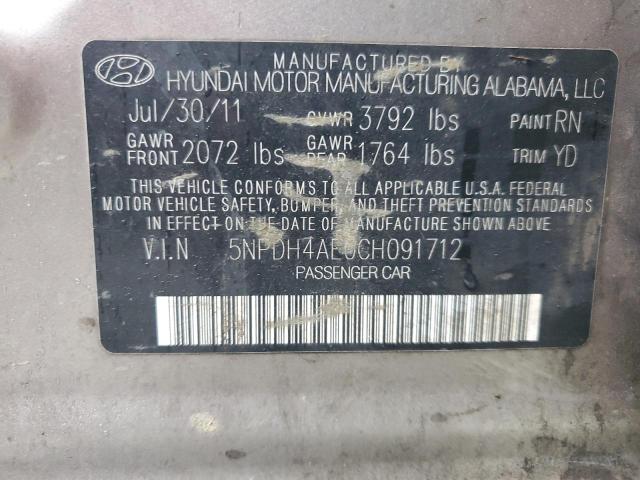 MANUFACTURED BY
HYUNDAI MOTOR MANUFACTURING ALABAMA, LLC
Jul/30/11 GVWR 3792 lbs PAINT RN
GAWR FRONT 2072 lbs GAWR REAR 1764 lbs TRIM YD
THIS VEHICLE CONFORMS TO ALL APPLICABLE U.S.A. FEDERAL
MOTOR VEHICLE SAFETY, BUMPER, AND THEFT PREVENTION STANDARDS
IN EFFECT ON THE DATE OF MANUFACTURE SHOWN ABOVE
V.I.N 5NPDH4AE0CH091712
PASSENGER CAR